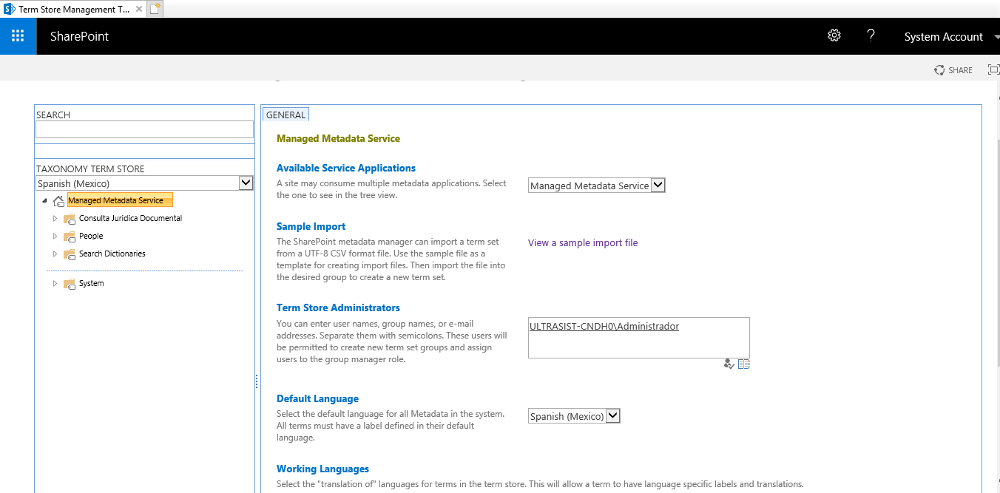 Term Store Management T...
SharePoint
?
System Account
SHARE
SEARCH
TAXONOMY TERM STORE
Spanish (Mexico)
Managed Metadata Service
Consulta Juridica Documental
People
Search Dictionaries
System
GENERAL
Managed Metadata Service
Available Service Applications
A site may consume multiple metadata applications. Select
the one to see in the tree view.
Managed Metadata Service
Sample Import
The SharePoint metadata manager can import a term set
from a UTF-8 CSV format file. Use the sample file as a
template for creating import files. Then import the file into
the desired group to create a new term set.
View a sample import file
Term Store Administrators
You can enter user names, group names, or e-mail
addresses. Separate them with semicolons. These users will
be permitted to create new term set groups and assign
users to the group manager role.
ULTRASIST-CNDH0\Administrador
Default Language
Select the default language for all Metadata in the system.
All terms must have a label defined in their default
language.
Spanish (Mexico)
Working Languages
Select the "translation of" languages for terms in the term store. This will allow a term to have language specific labels and translations.